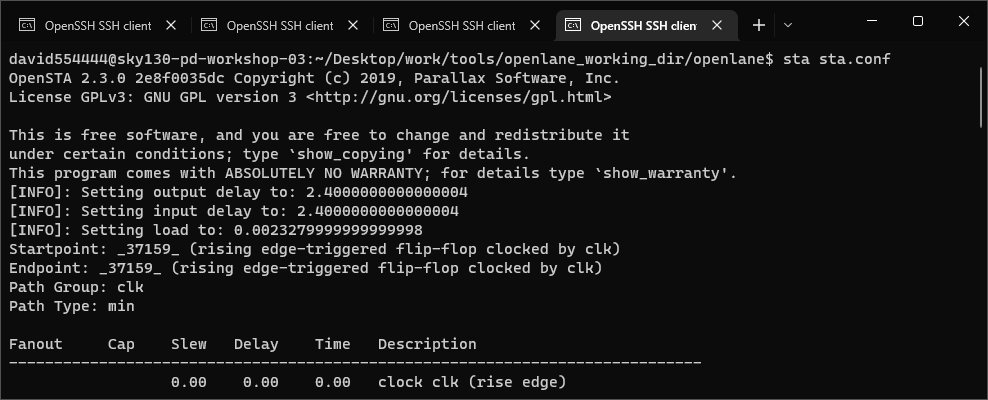 OpenSSH SSH client
OpenSSH SSH client
OpenSSH SSH client
OpenSSH SSH client
david554444@sky130-pd-workshop-03:~/Desktop/work/tools/openlane_working_dir/openlane$ sta sta.conf
OpenSTA 2.3.0 2e8f0035dc Copyright (c) 2019, Parallax Software, Inc.
License GPLv3: GNU GPL version 3 <http://gnu.org/licenses/gpl.html>
This is free software, and you are free to change and redistribute it
under certain conditions; type `show_copying' for details.
This program comes with ABSOLUTELY NO WARRANTY; for details type `show_warranty'.
[INFO]: Setting output delay to: 2.4000000000000004
[INFO]: Setting input delay to: 2.4000000000000004
[INFO]: Setting load to: 0.0023279999999999998
Startpoint: _37159_ (rising edge-triggered flip-flop clocked by clk)
Endpoint: _37159_ (rising edge-triggered flip-flop clocked by clk)
Path Group: clk
Path Type: min
Fanout Cap Slew Delay Time Description
-----------------------------------------------------------------------------
0.00 0.00 0.00 clock clk (rise edge)